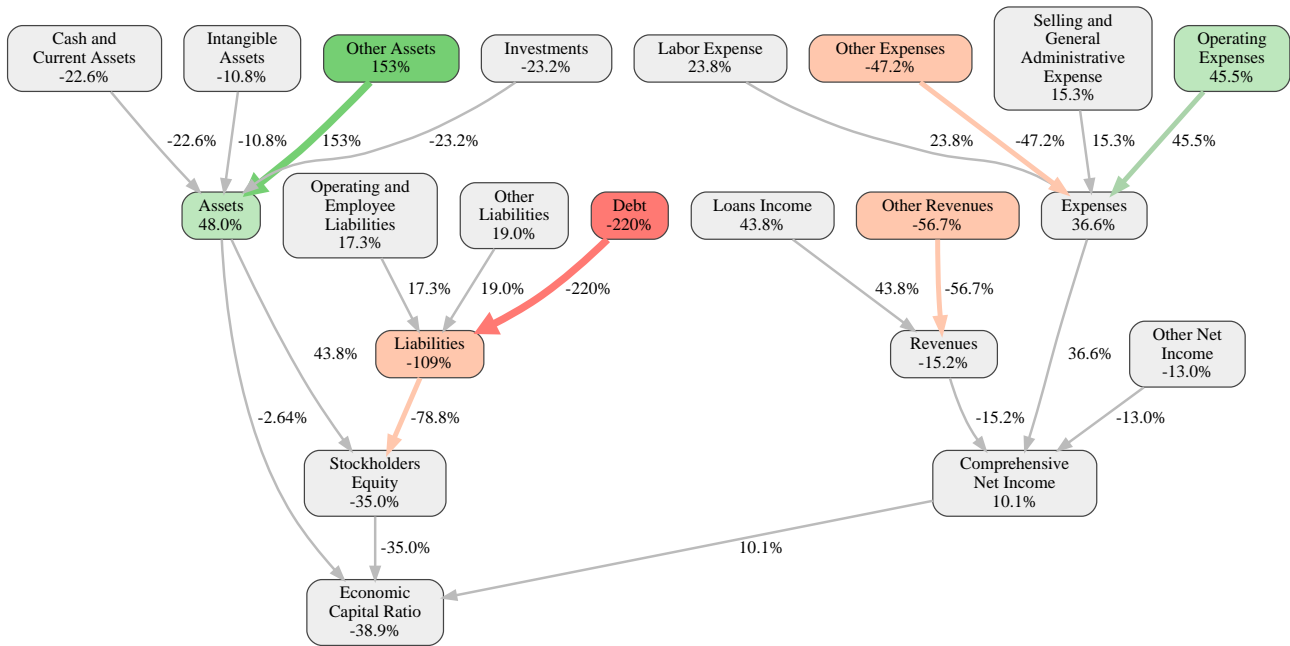 Cash and
Current Assets
-22.6%
Intangible
Assets
-10.8%
Other Assets
153%
Investments
-23.2%
Labor Expense
23.8%
Other Expenses
-47.2%
Selling and
General
Administrative
Expense
15.3%
Operating
Expenses
45.5%
-22.6%
-10.8%
153%
-23.2%
23.8%
-47.2%
15.3%
45.5%
Assets
48.0%
Operating and
Employee
Liabilities
17.3%
Other
Liabilities
19.0%
Debt
-220%
Loans Income
43.8%
Other Revenues
-56.7%
Expenses
36.6%
17.3%
19.0%
-220%
43.8%
-56.7%
43.8%
Liabilities
-109%
Revenues
-15.2%
36.6%
Other Net
Income
-13.0%
-2.64%
-78.8%
-15.2%
-13.0%
Stockholders
Equity
-35.0%
Comprehensive
Net Income
10.1%
-35.0%
10.1%
Economic
Capital Ratio
-38.9%